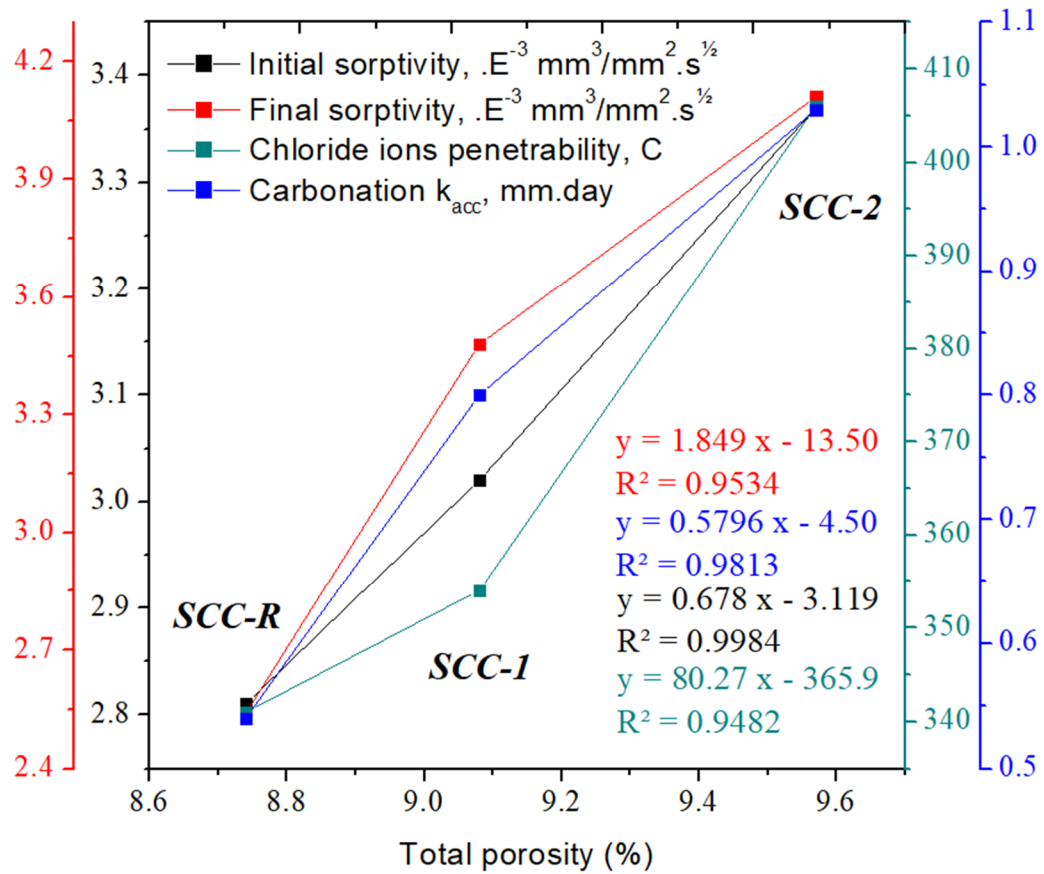 Initial sorptivity, .E⁻³ mm³/mm².s^½
Final sorptivity, .E⁻³ mm³/mm².s^½
Chloride ions penetrability, C
Carbonation k_acc, mm.day
4.2
3.9
3.6
3.3
3.0
2.7
2.4
3.4
3.3
3.2
3.1
3.0
2.9
2.8
SCC-R
SCC-1
SCC-2
y = 1.849 x - 13.50
R² = 0.9534
y = 0.5796 x - 4.50
R² = 0.9813
y = 0.678 x - 3.119
R² = 0.9984
y = 80.27 x - 365.9
R² = 0.9482
410
400
390
380
370
360
350
340
1.1
1.0
0.9
0.8
0.7
0.6
0.5
8.6 8.8 9.0 9.2 9.4 9.6
Total porosity (%)